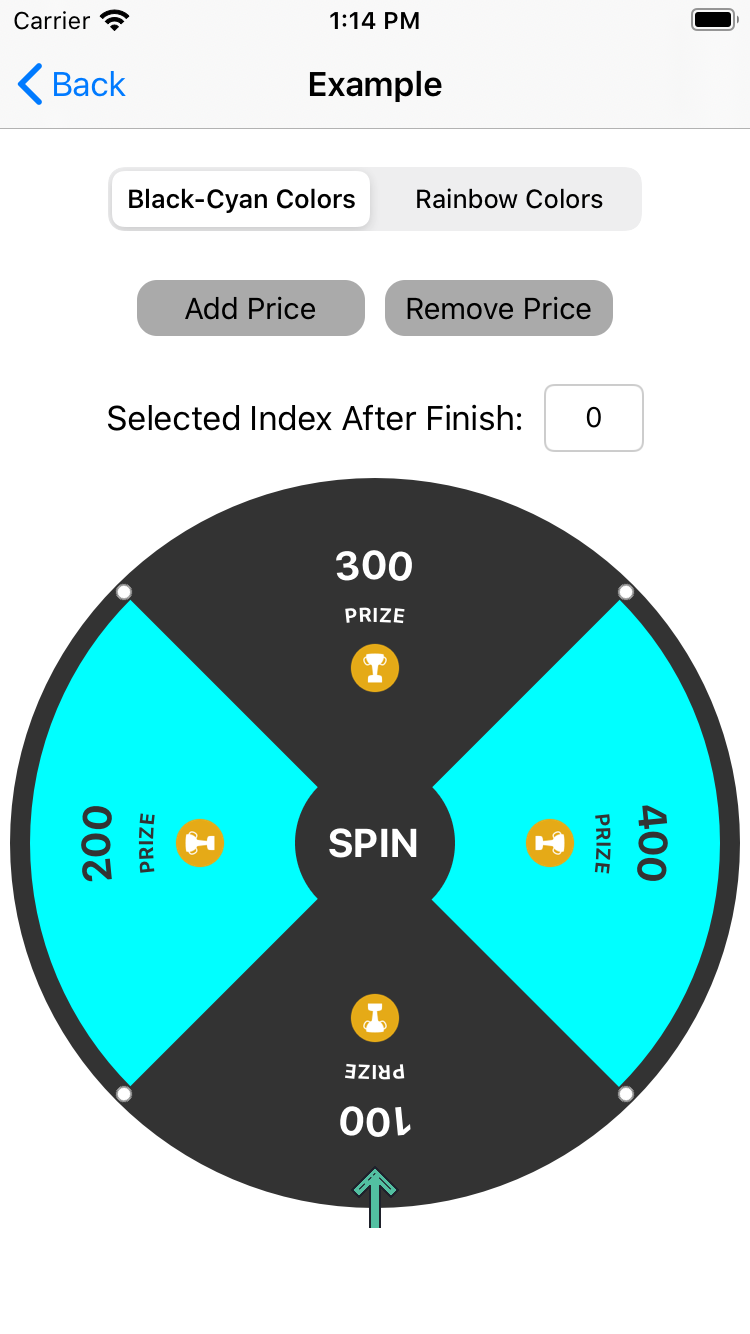 Carrier 1:14 PM
Back Example
Black-Cyan Colors Rainbow Colors
Add Price Remove Price
Selected Index After Finish: 0
300
PRIZE
200 PRIZE SPIN PRIZE 400
PRIZE
100